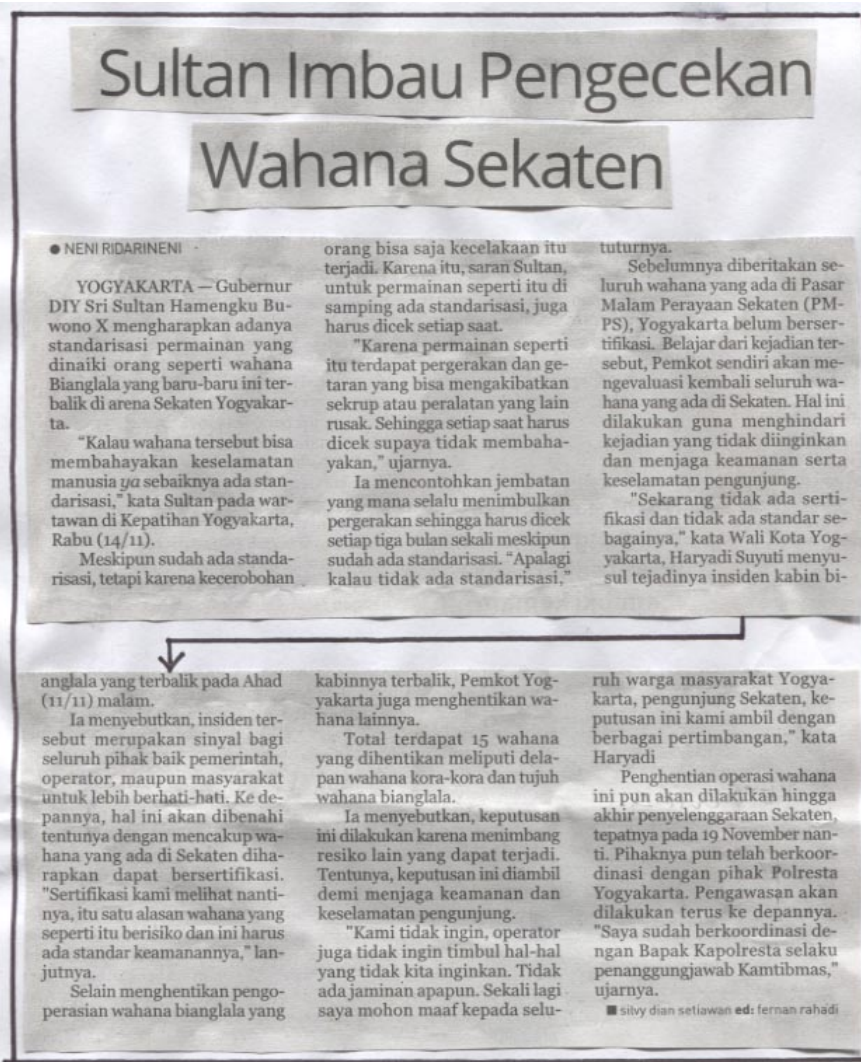 Sultan Imbau Pengecekan
Wahana Sekaten
● NENI RIDARINENI
YOGYAKARTA — Gubernur
DIY Sri Sultan Hamengku Bu-
wono X mengharapkan adanya
standarisasi permainan yang
dinaiki orang seperti wahana
Bianglala yang baru-baru ini ter-
balik di arena Sekaten Yogyakar-
ta.
"Kalau wahana tersebut bisa
membahayakan keselamatan
manusia ya sebaiknya ada stan-
darisasi," kata Sultan pada war-
tawan di Kepatihan Yogyakarta,
Rabu (14/11).
Meskipun sudah ada standa-
risasi, tetapi karena kecerobohan
orang bisa saja kecelakaan itu
terjadi. Karena itu, saran Sultan,
untuk permainan seperti itu di
samping ada standarisasi, juga
harus dicek setiap saat.
"Karena permainan seperti
itu terdapat pergerakan dan ge-
taran yang bisa mengakibatkan
sekrup atau peralatan yang lain
rusak. Sehingga setiap saat harus
dicek supaya tidak membaha-
yakan," ujarnya.
Ia mencontohkan jembatan
yang mana selalu menimbulkan
pergerakan sehingga harus dicek
setiap tiga bulan sekali meskipun
sudah ada standarisasi. "Apalagi
kalau tidak ada standarisasi,"
tuturnya.
Sebelumnya diberitakan se-
luruh wahana yang ada di Pasar
Malam Perayaan Sekaten (PM-
PS), Yogyakarta belum berser-
tifikasi. Belajar dari kejadian ter-
sebut, Pemkot sendiri akan me-
ngevaluasi kembali seluruh wa-
hana yang ada di Sekaten. Hal ini
dilakukan guna menghindari
kejadian yang tidak diinginkan
dan menjaga keamanan serta
keselamatan pengunjung.
"Sekarang tidak ada serti-
fikasi dan tidak ada standar se-
bagainya," kata Wali Kota Yog-
yakarta, Haryadi Suyuti menyu-
sul tejadinya insiden kabin bi-
anglala yang terbalik pada Ahad
(11/11) malam.
Ia menyebutkan, insiden ter-
sebut merupakan sinyal bagi
seluruh pihak baik pemerintah,
operator, maupun masyarakat
untuk lebih berhati-hati. Ke de-
pannya, hal ini akan dibenahi
tentunya dengan mencakup wa-
hana yang ada di Sekaten diha-
rapkan dapat bersertifikasi.
"Sertifikasi kami melihat nanti-
nya, itu satu alasan wahana yang
seperti itu berisiko dan ini harus
ada standar keamanannya," lan-
jutnya.
Selain menghentikan pengo-
perasian wahana bianglala yang
kabinnya terbalik, Pemkot Yog-
yakarta juga menghentikan wa-
hana lainnya.
Total terdapat 15 wahana
yang dihentikan meliputi dela-
pan wahana kora-kora dan tujuh
wahana bianglala.
Ia menyebutkan, keputusan
ini dilakukan karena menimbang
resiko lain yang dapat terjadi.
Tentunya, keputusan ini diambil
demi menjaga keamanan dan
keselamatan pengunjung.
"Kami tidak ingin, operator
juga tidak ingin timbul hal-hal
yang tidak kita inginkan. Tidak
ada jaminan apapun. Sekali lagi
saya mohon maaf kepada selu-
ruh warga masyarakat Yogya-
karta, pengunjung Sekaten, ke-
putusan ini kami ambil dengan
berbagai pertimbangan," kata
Haryadi
Penghentian operasi wahana
ini pun akan dilakukan hingga
akhir penyelenggaraan Sekaten,
tepatnya pada 19 November nan-
ti. Pihaknya pun telah berkoor-
dinasi dengan pihak Polresta
Yogyakarta. Pengawasan akan
dilakukan terus ke depannya.
"Saya sudah berkoordinasi de-
ngan Bapak Kapolresta selaku
penanggungjawab Kamtibmas,"
ujarnya.
■ silvy dian setiawan ed: fernan rahadi